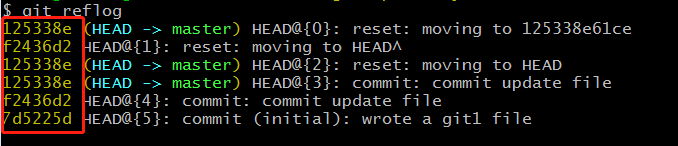 $ git reflog
125338e (HEAD -> master) HEAD@{0}: reset: moving to 125338e61ce
f2436d2 HEAD@{1}: reset: moving to HEAD^
125338e (HEAD -> master) HEAD@{2}: reset: moving to HEAD
125338e (HEAD -> master) HEAD@{3}: commit: commit update file
f2436d2 HEAD@{4}: commit: commit update file
7d5225d HEAD@{5}: commit (initial): wrote a git1 file